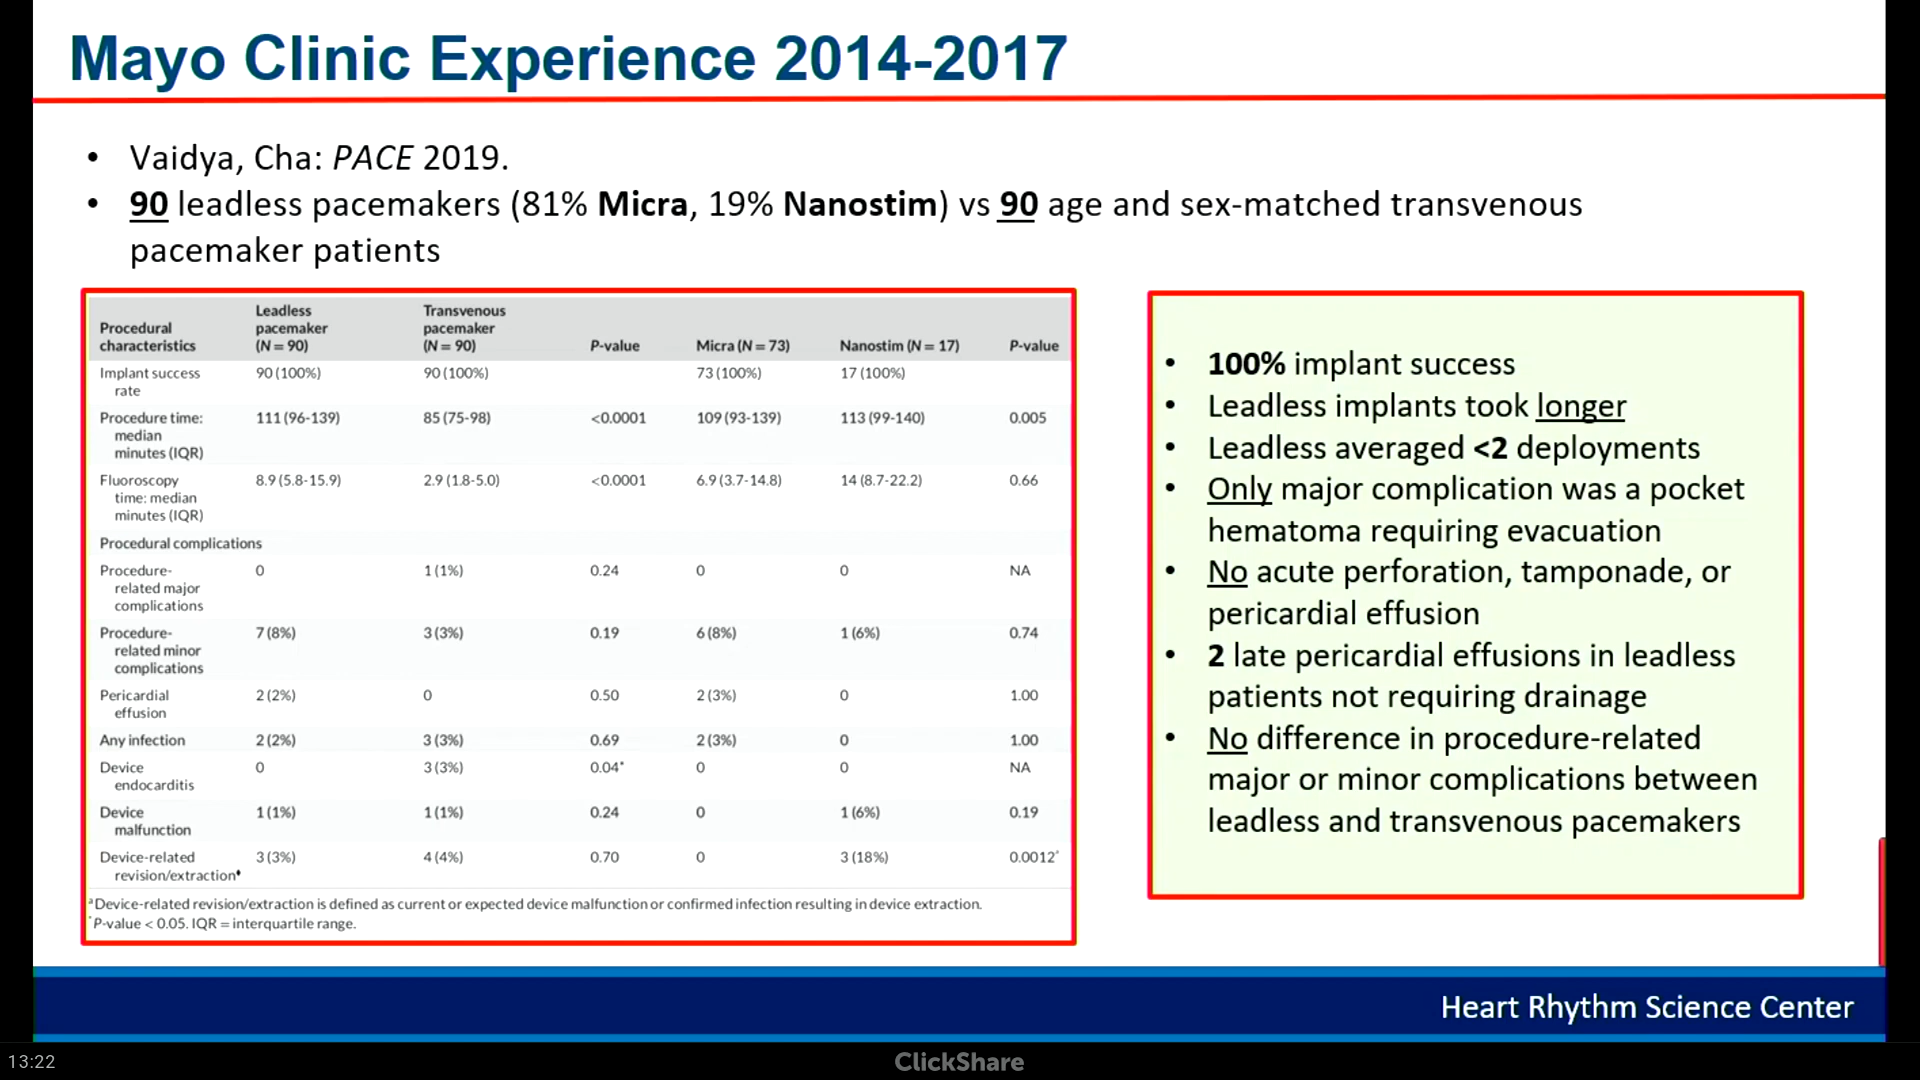 Mayo Clinic Experience 2014-2017
• Vaidya, Cha: PACE 2019.
• 90 leadless pacemakers (81% Micra, 19% Nanostim) vs 90 age and sex-matched transvenous
pacemaker patients
Procedural characteristics | Leadless pacemaker (N = 90) | Transvenous pacemaker (N = 90) | P-value | Micra (N = 73) | Nanostim (N = 17) | P-value
Implant success rate | 90 (100%) | 90 (100%) | | 73 (100%) | 17 (100%) |
Procedure time: median minutes (IQR) | 111 (96-139) | 85 (75-98) | <0.0001 | 109 (93-139) | 113 (99-140) | 0.005
Fluoroscopy time: median minutes (IQR) | 8.9 (5.8-15.9) | 2.9 (1.8-5.0) | <0.0001 | 6.9 (3.7-14.8) | 14 (8.7-22.2) | 0.66
Procedural complications
Procedure-related major complications | 0 | 1 (1%) | 0.24 | 0 | 0 | NA
Procedure-related minor complications | 7 (8%) | 3 (3%) | 0.19 | 6 (8%) | 1 (6%) | 0.74
Pericardial effusion | 2 (2%) | 0 | 0.50 | 2 (3%) | 0 | 1.00
Any infection | 2 (2%) | 3 (3%) | 0.69 | 2 (3%) | 0 | 1.00
Device endocarditis | 0 | 3 (3%) | 0.04* | 0 | 0 | NA
Device malfunction | 1 (1%) | 1 (1%) | 0.24 | 0 | 1 (6%) | 0.19
Device-related revision/extraction♦ | 3 (3%) | 4 (4%) | 0.70 | 0 | 3 (18%) | 0.0012*
ᵃDevice-related revision/extraction is defined as current or expected device malfunction or confirmed infection resulting in device extraction.
*P-value < 0.05. IQR = interquartile range.
• 100% implant success
• Leadless implants took longer
• Leadless averaged <2 deployments
• Only major complication was a pocket
hematoma requiring evacuation
• No acute perforation, tamponade, or
pericardial effusion
• 2 late pericardial effusions in leadless
patients not requiring drainage
• No difference in procedure-related
major or minor complications between
leadless and transvenous pacemakers
Heart Rhythm Science Center
13:22
ClickShare